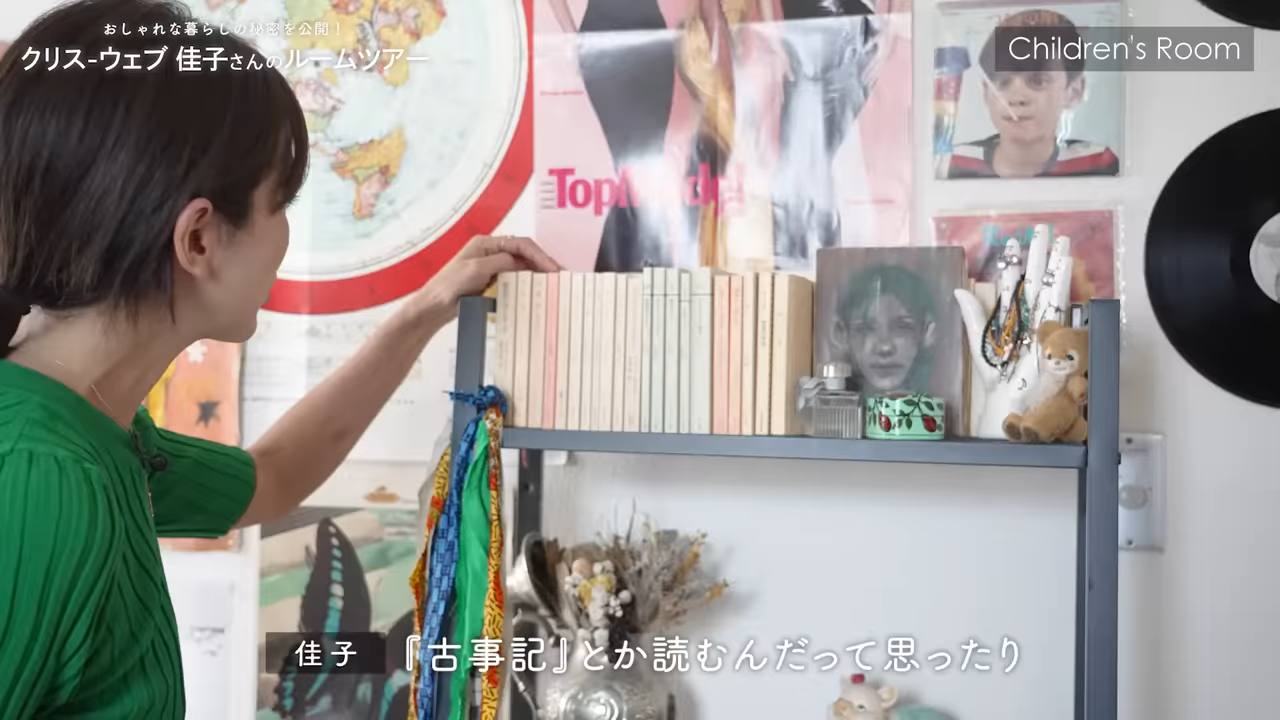 おしゃれな暮らしの秘密を公開！
クリス-ウェブ 佳子さんのルームツアー
Children's Room
佳子 『古事記』とか読むんだって思ったり